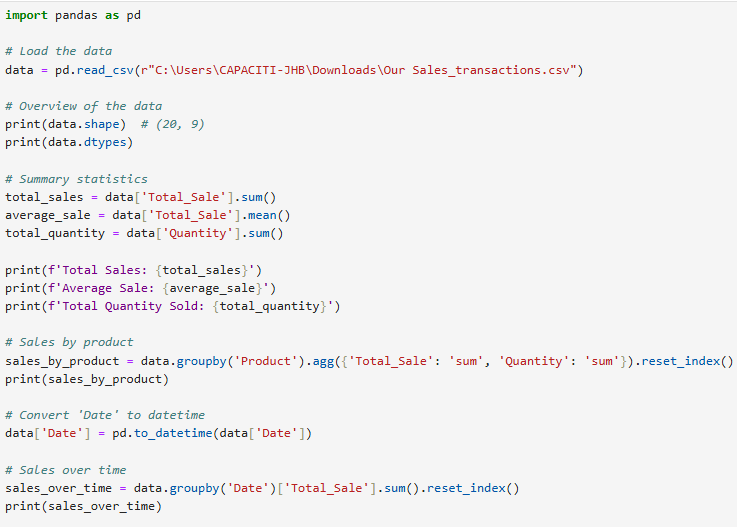 import pandas as pd
# Load the data
data = pd.read_csv(r"C:\Users\CAPACITI-JHB\Downloads\Our Sales_transactions.csv")
# Overview of the data
print(data.shape)  # (20, 9)
print(data.dtypes)
# Summary statistics
total_sales = data['Total_Sale'].sum()
average_sale = data['Total_Sale'].mean()
total_quantity = data['Quantity'].sum()
print(f'Total Sales: {total_sales}')
print(f'Average Sale: {average_sale}')
print(f'Total Quantity Sold: {total_quantity}')
# Sales by product
sales_by_product = data.groupby('Product').agg({'Total_Sale': 'sum', 'Quantity': 'sum'}).reset_index()
print(sales_by_product)
# Convert 'Date' to datetime
data['Date'] = pd.to_datetime(data['Date'])
# Sales over time
sales_over_time = data.groupby('Date')['Total_Sale'].sum().reset_index()
print(sales_over_time)